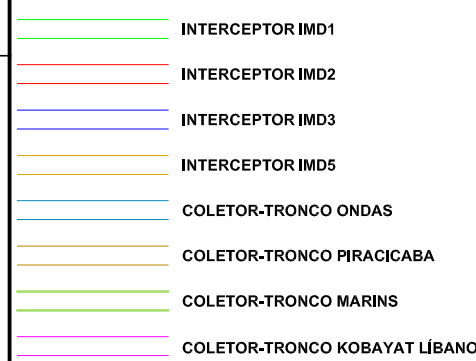 INTERCEPTOR IMD1
INTERCEPTOR IMD2
INTERCEPTOR IMD3
INTERCEPTOR IMD5
COLETOR-TRONCO ONDAS
COLETOR-TRONCO PIRACICABA
COLETOR-TRONCO MARINS
COLETOR-TRONCO KOBAYAT LÍBANO